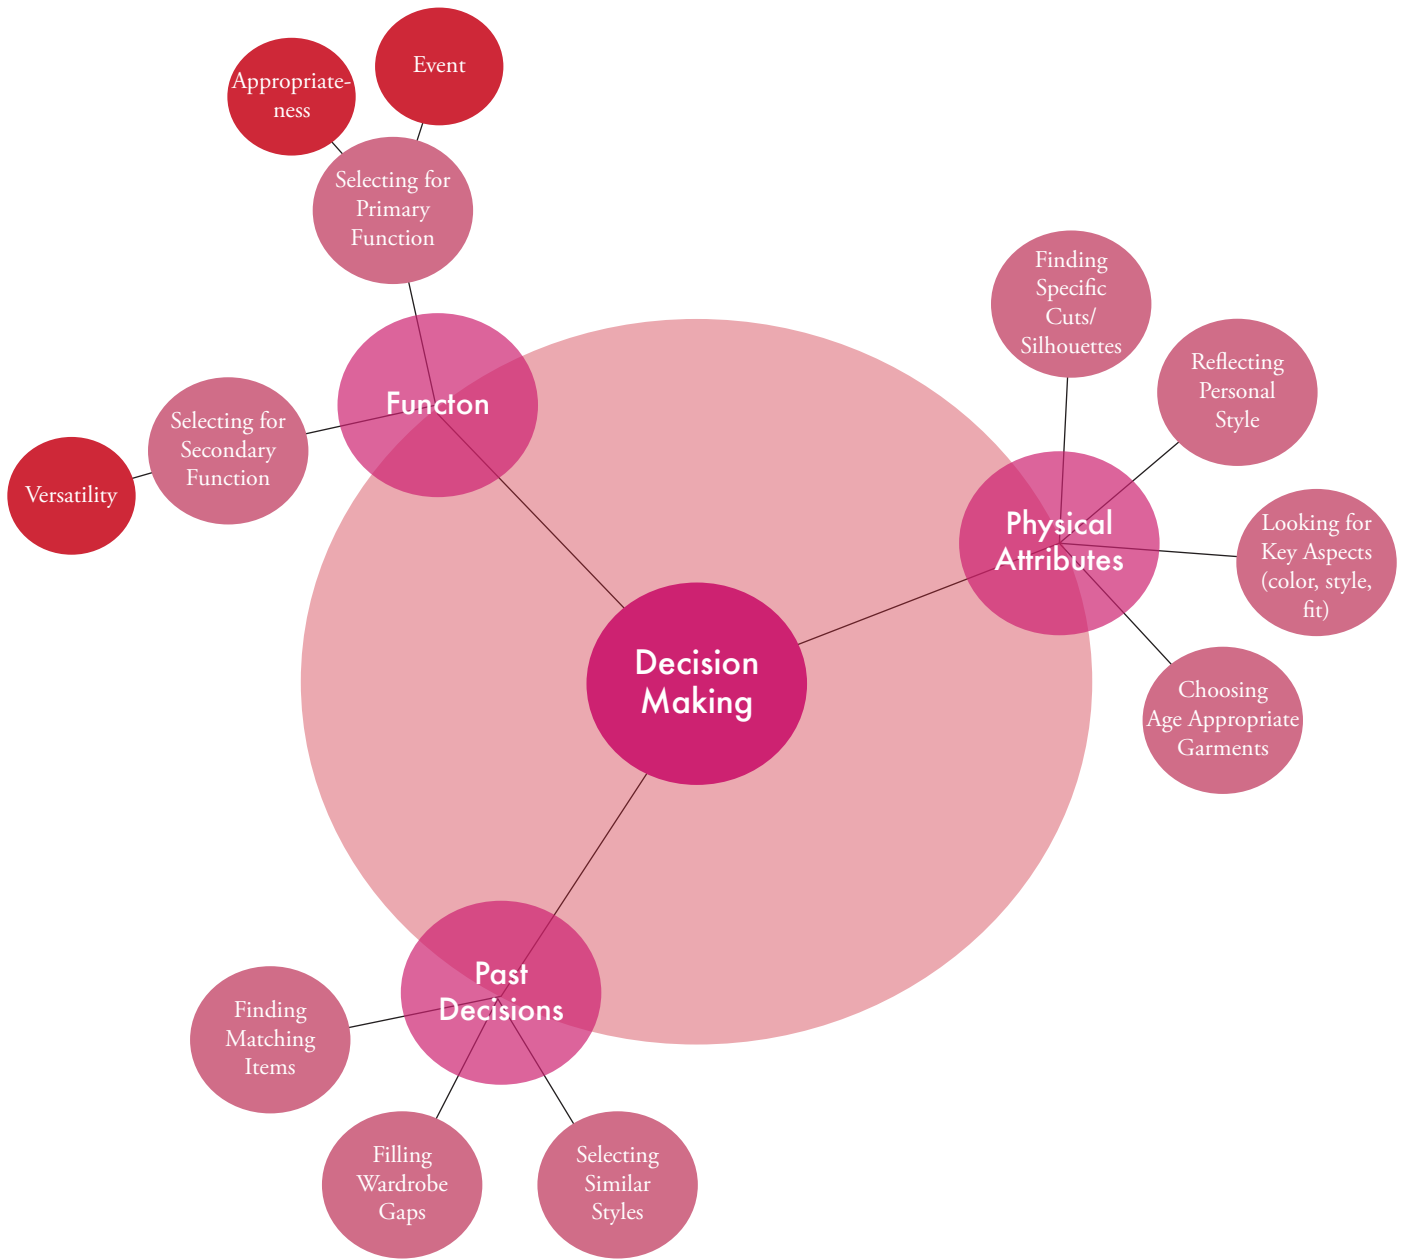 Event
Appropriate-
ness
Selecting for
Primary
Function
Finding
Specific
Cuts/
Silhouettes
Reflecting
Personal
Style
Functon
Selecting for
Secondary
Function
Versatility
Physical
Attributes
Looking for
Key Aspects
(color, style,
fit)
Decision
Making
Choosing
Age Appropriate
Garments
Past
Decisions
Finding
Matching
Items
Filling
Wardrobe
Gaps
Selecting
Similar
Styles